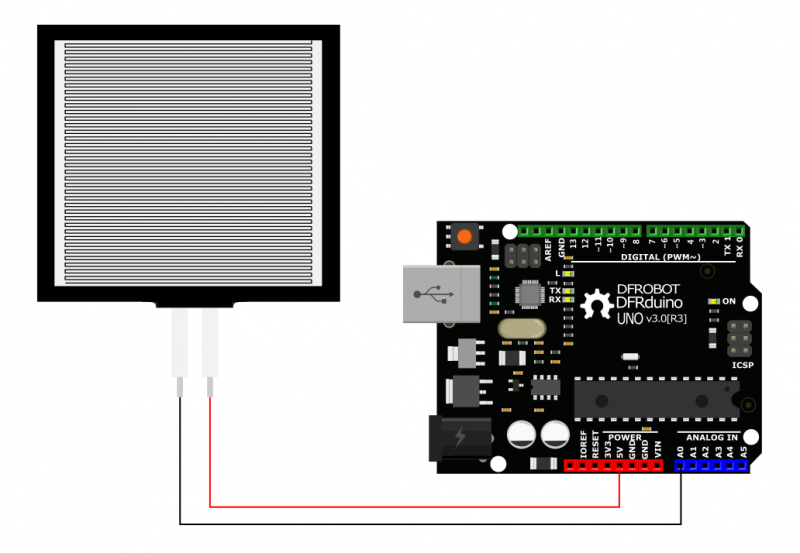 AREF
GND
13
12
~11
~10
~9
8
7
~6
~5
4
~3
2
TX 1
RX 0
DIGITAL (PWM~)
L
TX
RX
DFROBOT
DFRduino
UNO v3.0[R3]
ON
ICSP
POWER
ANALOG IN
IOREF
RESET
3V3
5V
GND
GND
VIN
A0
A1
A2
A3
A4
A5